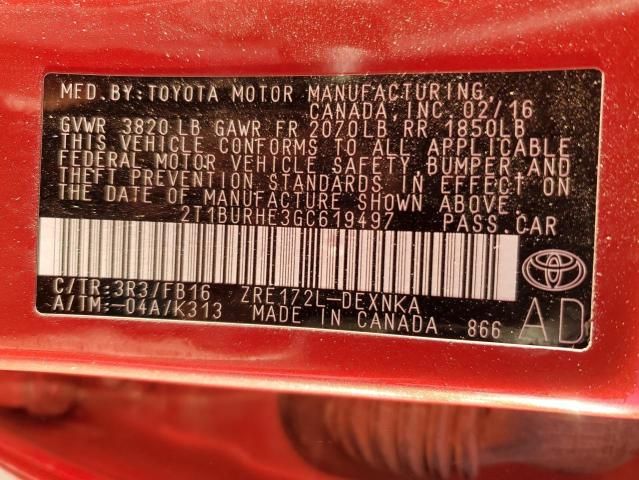 MFD.BY:TOYOTA MOTOR MANUFACTURING
CANADA,INC. 02/16
GVWR 3820 LB GAWR FR 2070LB RR 1850LB
THIS VEHICLE CONFORMS TO ALL APPLICABLE
FEDERAL MOTOR VEHICLE SAFETY,BUMPER,AND
THEFT PREVENTION STANDARDS IN EFFECT ON
THE DATE OF MANUFACTURE SHOWN ABOVE.
2T1BURHE3GC619497 PASS.CAR
C/TR:3R3/FB16 ZRE172L-DEXNKA
A/TM:-04A/K313 MADE IN CANADA 866
AD